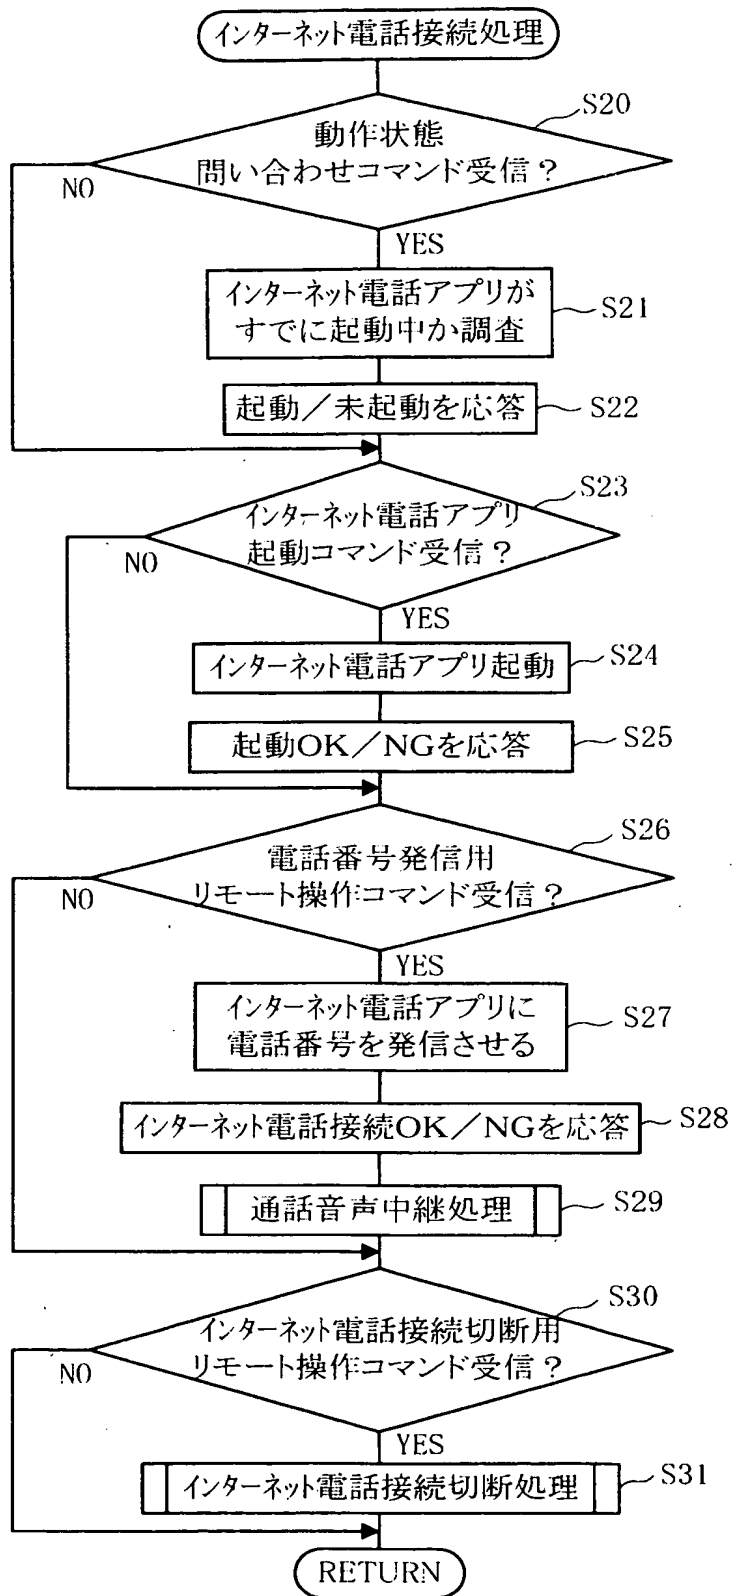 インターネット電話接続処理
S20
動作状態
問い合わせコマンド受信？
NO
YES
インターネット電話アプリが
すでに起動中か調査
S21
起動／未起動を応答
S22
S23
インターネット電話アプリ
起動コマンド受信？
NO
YES
インターネット電話アプリ起動
S24
起動OK／NGを応答
S25
S26
電話番号発信用
リモート操作コマンド受信？
NO
YES
インターネット電話アプリに
電話番号を発信させる
S27
インターネット電話接続OK／NGを応答
S28
通話音声中継処理
S29
S30
インターネット電話接続切断用
リモート操作コマンド受信？
NO
YES
インターネット電話接続切断処理
S31
RETURN